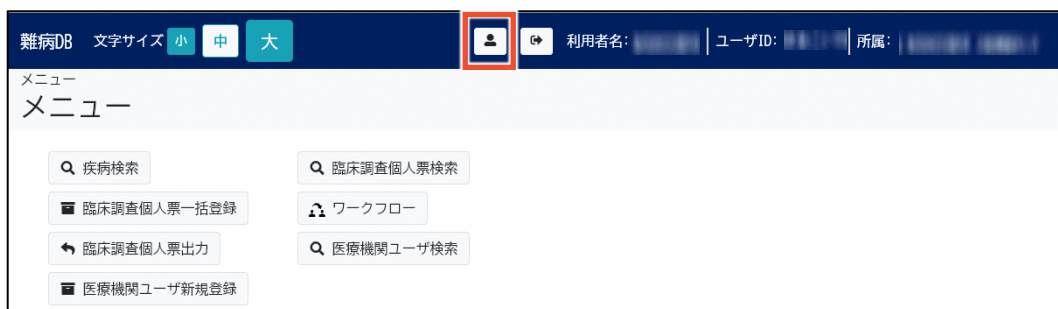 難病DB 文字サイズ 小 中 大 利用者名: ユーザID: 所属:
メニュー
メニュー
疾病検索 臨床調査個人票検索
臨床調査個人票一括登録 ワークフロー
臨床調査個人票出力 医療機関ユーザ検索
医療機関ユーザ新規登録